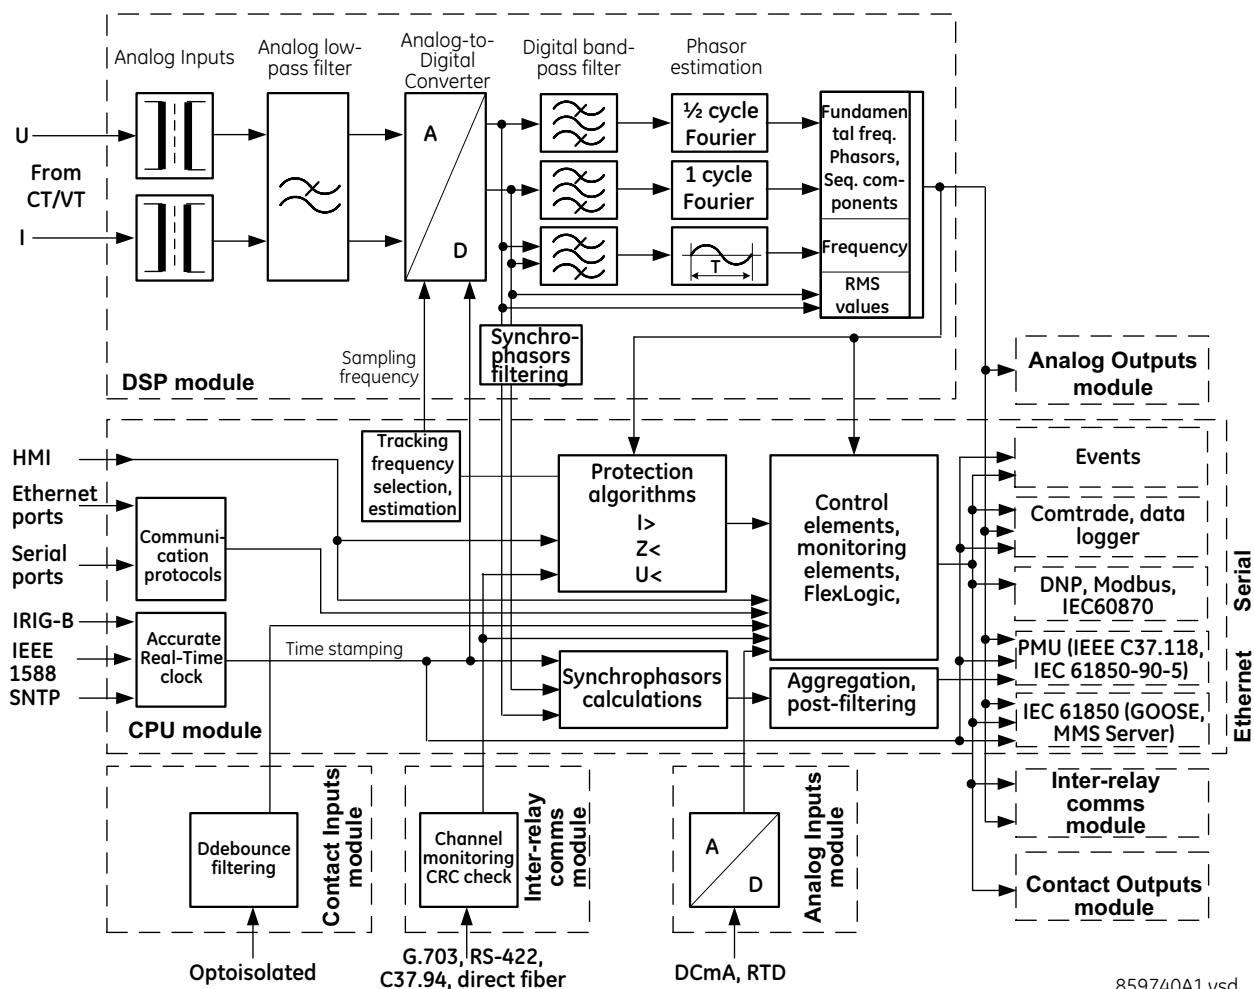 Analog Inputs
Analog low-
pass filter
Analog-to-
Digital
Converter
Digital band-
pass filter
Phasor
estimation
U
From
CT/VT
I
A
D
½ cycle
Fourier
1 cycle
Fourier
T
Fundamen
tal freq.
Phasors,
Seq. com-
ponents
Frequency
RMS
values
Synchro-
phasors
filtering
Sampling
frequency
DSP module
Analog Outputs
module
HMI
Ethernet
ports
Serial
ports
IRIG-B
IEEE
1588
SNTP
Communi-
cation
protocols
Accurate
Real-Time
clock
Tracking
frequency
selection,
estimation
Protection
algorithms
I>
Z<
U<
Control
elements,
monitoring
elements,
FlexLogic,
Time stamping
Synchrophasors
calculations
Aggregation,
post-filtering
CPU module
Events
Comtrade, data
logger
DNP, Modbus,
IEC60870
PMU (IEEE C37.118,
IEC 61850-90-5)
IEC 61850 (GOOSE,
MMS Server)
Serial
Ethernet
Inter-relay
comms
module
Contact Outputs
module
Ddebounce
filtering
Contact Inputs
module
Channel
monitoring
CRC check
Inter-relay
comms
module
A
D
Analog Inputs
module
Optoisolated
G.703, RS-422,
C37.94, direct fiber
DCmA, RTD
859740A1.vsd